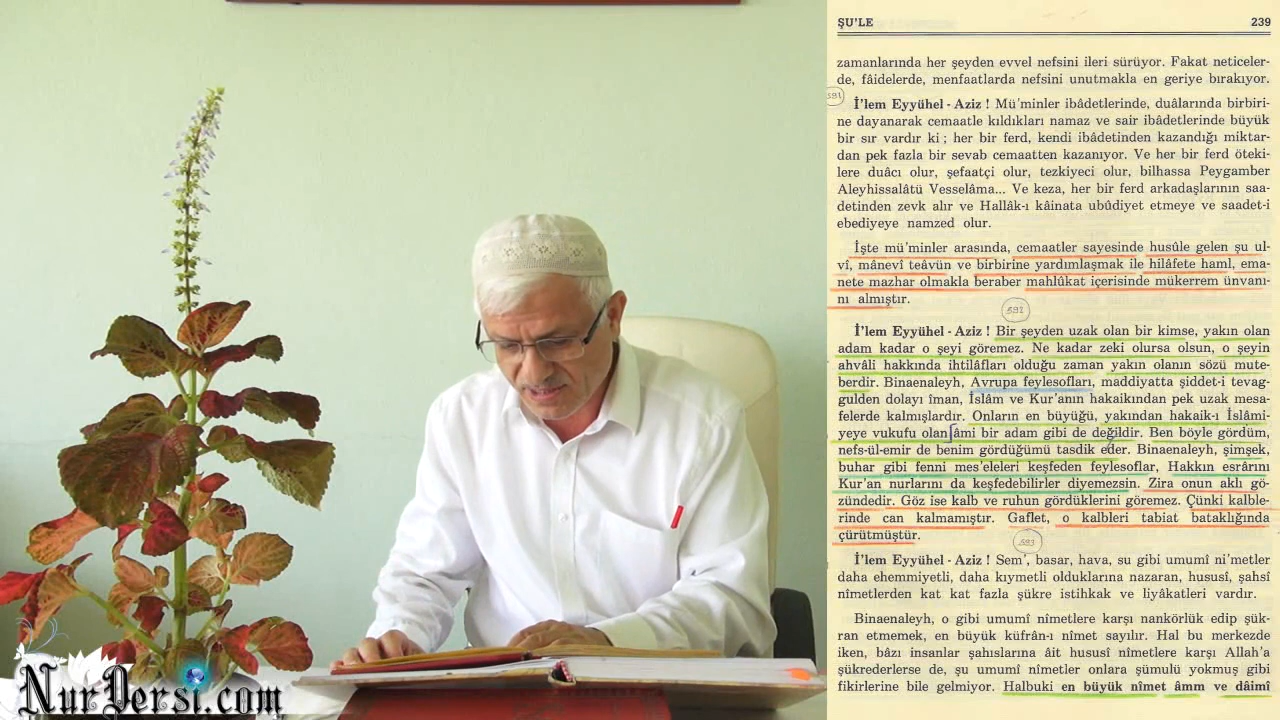 ŞU'LE 239
zamanlarında her şeyden evvel nefsini ileri sürüyor. Fakat neticeler-
de, fâidelerde, menfaatlarda nefsini unutmakla en geriye bırakıyor.
591
İ'lem Eyyühel - Aziz ! Mü'minler ibâdetlerinde, duâlarında birbiri-
ne dayanarak cemaatle kıldıkları namaz ve sair ibâdetlerinde büyük
bir sır vardır ki ; her bir ferd, kendi ibâdetinden kazandığı miktar-
dan pek fazla bir sevab cemaatten kazanıyor. Ve her bir ferd öteki-
lere duâcı olur, şefaatçi olur, tezkiyeci olur, bilhassa Peygamber
Aleyhissalâtü Vesselâma... Ve keza, her bir ferd arkadaşlarının saa-
detinden zevk alır ve Hallâk-ı kâinata ubûdiyet etmeye ve saadet-i
ebediyeye namzed olur.
İşte mü'minler arasında, cemaatler sayesinde husûle gelen şu ul-
vî, mânevî teâvün ve birbirine yardımlaşmak ile hilâfete haml, ema-
nete mazhar olmakla beraber mahlûkat içerisinde mükerrem ünvanı-
nı almıştır.
592
İ'lem Eyyühel - Aziz ! Bir şeyden uzak olan bir kimse, yakın olan
adam kadar o şeyi göremez. Ne kadar zeki olursa olsun, o şeyin
ahvâli hakkında ihtilâfları olduğu zaman yakın olanın sözü mute-
berdir. Binaenaleyh, Avrupa feylesofları, maddiyatta şiddet-i tevag-
gulden dolayı îman, İslâm ve Kur'anın hakaikından pek uzak mesa-
felerde kalmışlardır. Onların en büyüğü, yakından hakaik-ı İslâmi-
yeye vukufu olan âmi bir adam gibi de değildir. Ben böyle gördüm,
nefs-ül-emir de benim gördüğümü tasdik eder. Binaenaleyh, şimşek,
buhar gibi fenni mes'eleleri keşfeden feylesoflar, Hakkın esrârını
Kur'an nurlarını da keşfedebilirler diyemezsin. Zira onun aklı gö-
zündedir. Göz ise kalb ve ruhun gördüklerini göremez. Çünki kalble-
rinde can kalmamıştır. Gaflet, o kalbleri tabiat bataklığında
çürütmüştür.
593
İ'lem Eyyühel - Aziz ! Sem', basar, hava, su gibi umumî ni'metler
daha ehemmiyetli, daha kıymetli olduklarına nazaran, hususî, şahsî
nîmetlerden kat kat fazla şükre istihkak ve liyâkatleri vardır.
Binaenaleyh, o gibi umumî nîmetlere karşı nankörlük edip şük-
ran etmemek, en büyük küfrân-ı nîmet sayılır. Hal bu merkezde
iken, bâzı insanlar şahıslarına âit hususî nîmetlere karşı Allah'a
şükrederlerse de, şu umumî nîmetler onlara şümulü yokmuş gibi
fikirlerine bile gelmiyor. Halbuki en büyük nîmet âmm ve dâimî
NurDersi.com